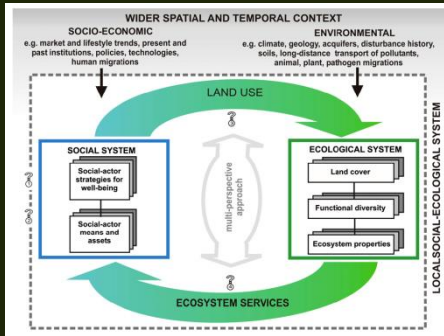 WIDER SPATIAL AND TEMPORAL CONTEXT
SOCIO-ECONOMIC
e.g. market and lifestyle trends, present and
past institutions, policies, technologies,
human migrations
ENVIRONMENTAL
e.g. climate, geology, acquifers, disturbance history,
soils, long-distance transport of pollutants,
animal, plant, pathogen migrations
LAND USE
SOCIAL SYSTEM
Social-actor
strategies for
well-being
Social-actor
means and
assets
multi-perspective
approach
ECOLOGICAL SYSTEM
Land cover
Functional diversity
Ecosystem properties
ECOSYSTEM SERVICES
LOCALSOCIAL-ECOLOGICAL SYSTEM